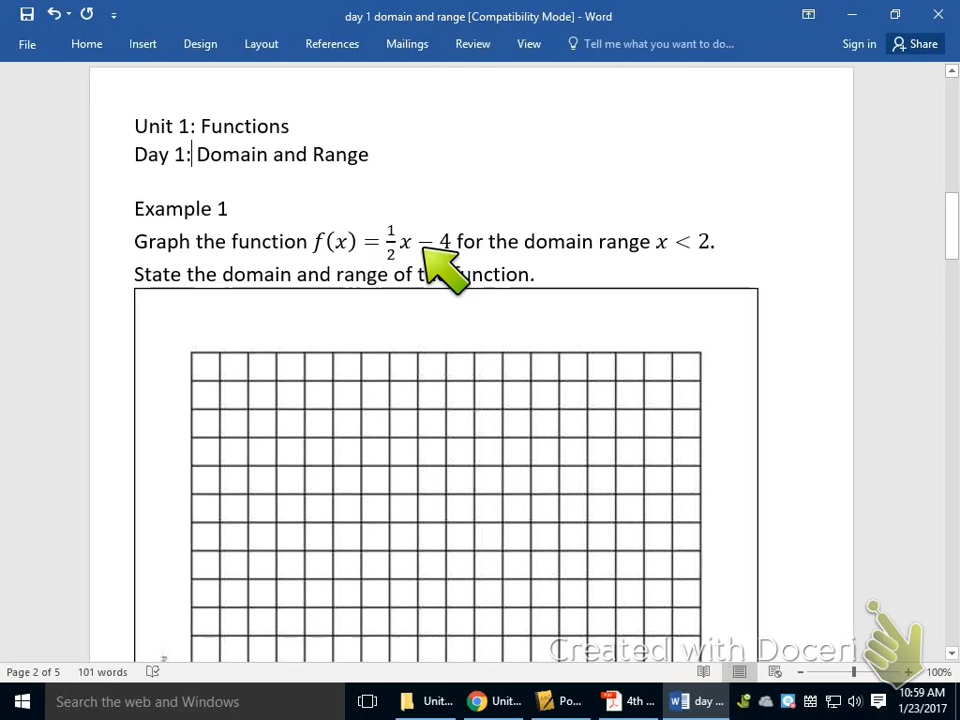 day 1 domain and range [Compatibility Mode] - Word
File Home Insert Design Layout References Mailings Review View Tell me what you want to do... Sign in Share
Unit 1: Functions
Day 1: Domain and Range
Example 1
Graph the function f(x) = 1/2 x − 4 for the domain range x < 2.
State the domain and range of the function.
Created with Doceri
Page 2 of 5 101 words 100%
Search the web and Windows Unit... Unit... Po... 4th ... day ... 10:59 AM
1/23/2017